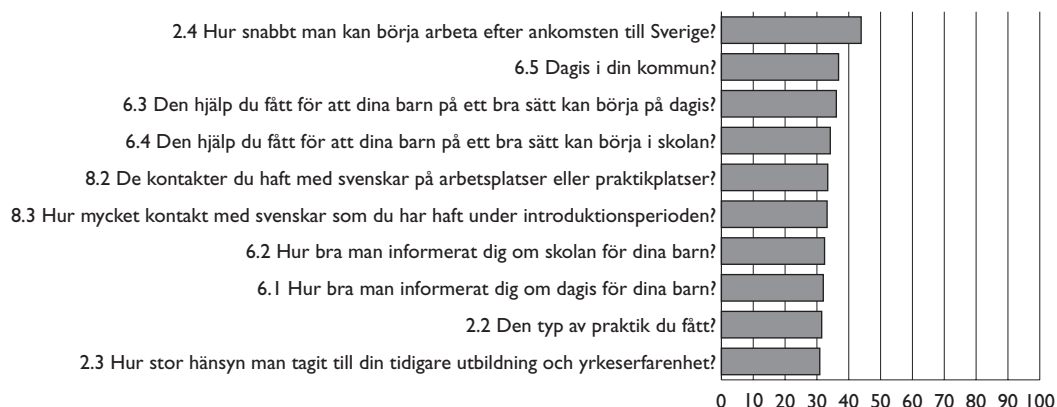 2.4 Hur snabbt man kan börja arbeta efter ankomsten till Sverige?
6.5 Dagis i din kommun?
6.3 Den hjälp du fått för att dina barn på ett bra sätt kan börja på dagis?
6.4 Den hjälp du fått för att dina barn på ett bra sätt kan börja i skolan?
8.2 De kontakter du haft med svenskar på arbetsplatser eller praktikplatser?
8.3 Hur mycket kontakt med svenskar som du har haft under introduktionsperioden?
6.2 Hur bra man informerat dig om skolan för dina barn?
6.1 Hur bra man informerat dig om dagis för dina barn?
2.2 Den typ av praktik du fått?
2.3 Hur stor hänsyn man tagit till din tidigare utbildning och yrkeserfarenhet?
0 10 20 30 40 50 60 70 80 90 100